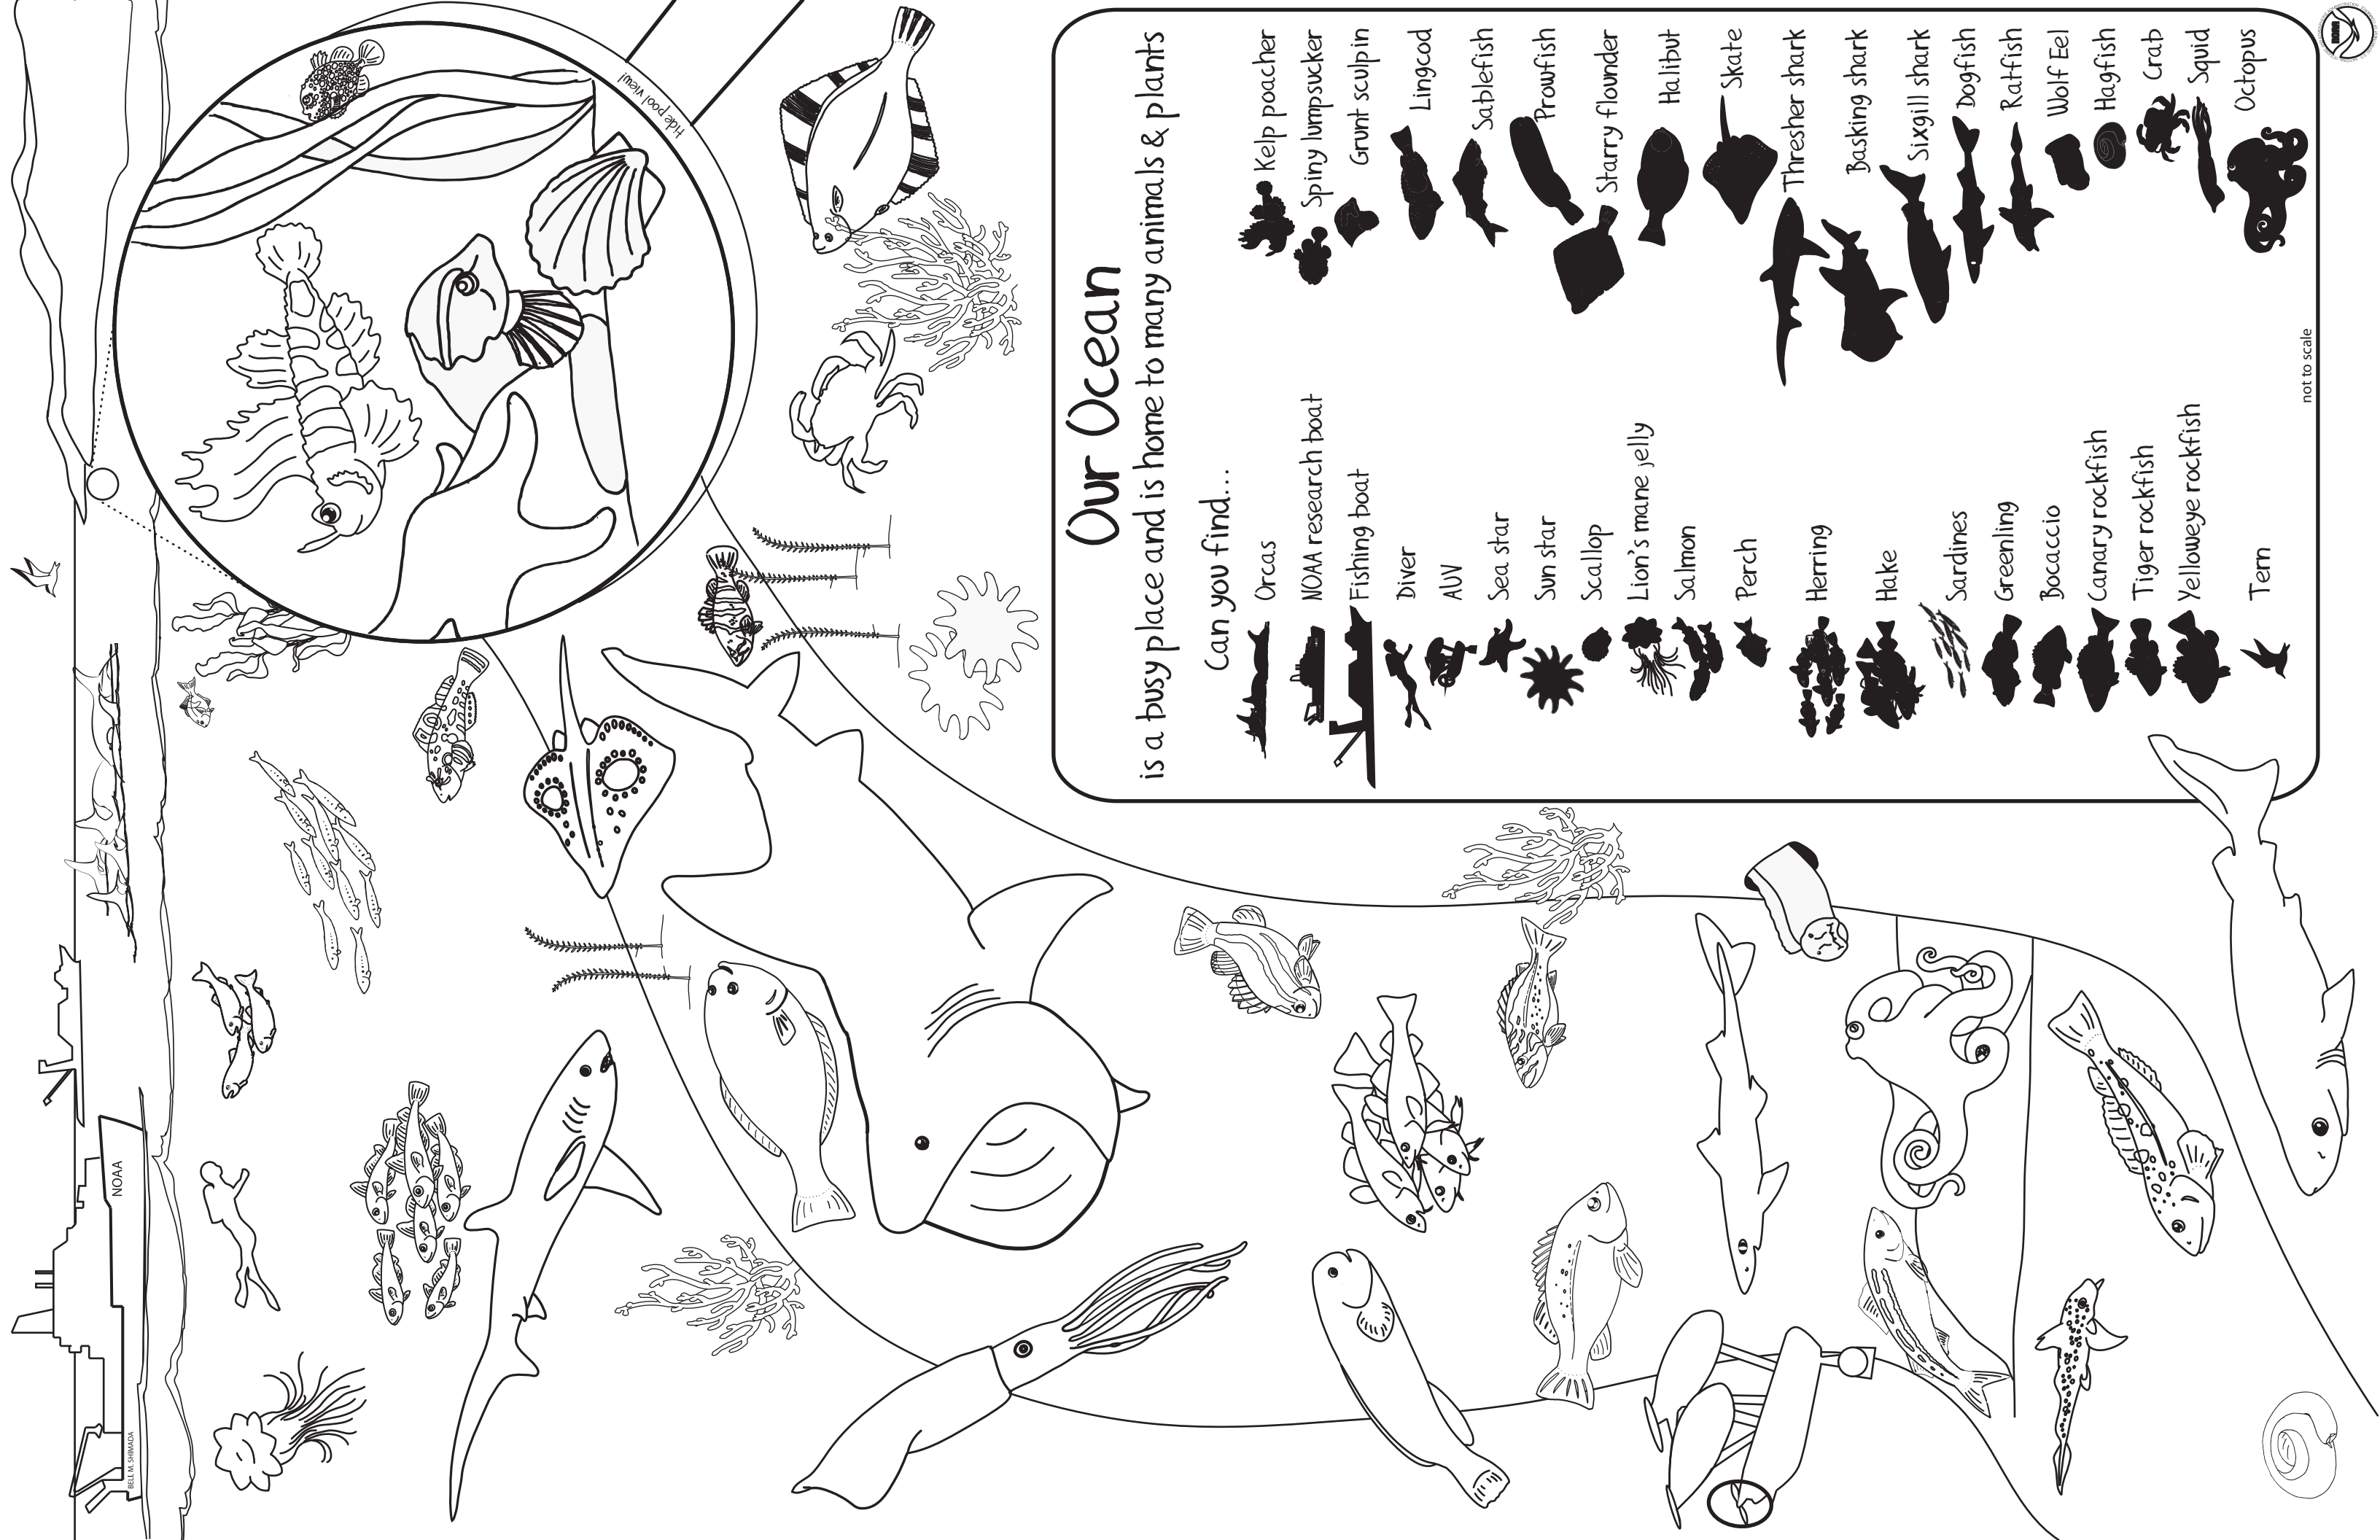 NOAA
BELL M. SHIMADA
tide pool view!
Our Ocean
is a busy place and is home to many animals & plants
Can you find...
Orcas
NOAA research boat
Fishing boat
Diver
AUV
Sea star
Sun star
Scallop
Lion's mane jelly
Salmon
Perch
Herring
Hake
Sardines
Greenling
Bocaccio
Canary rockfish
Tiger rockfish
Yelloweye rockfish
Tern
Kelp poacher
Spiny lumpsucker
Grunt sculpin
Lingcod
Sablefish
Prowfish
Starry flounder
Halibut
Skate
Thresher shark
Basking shark
Sixgill shark
Dogfish
Ratfish
Wolf Eel
Hagfish
Crab
Squid
Octopus
not to scale